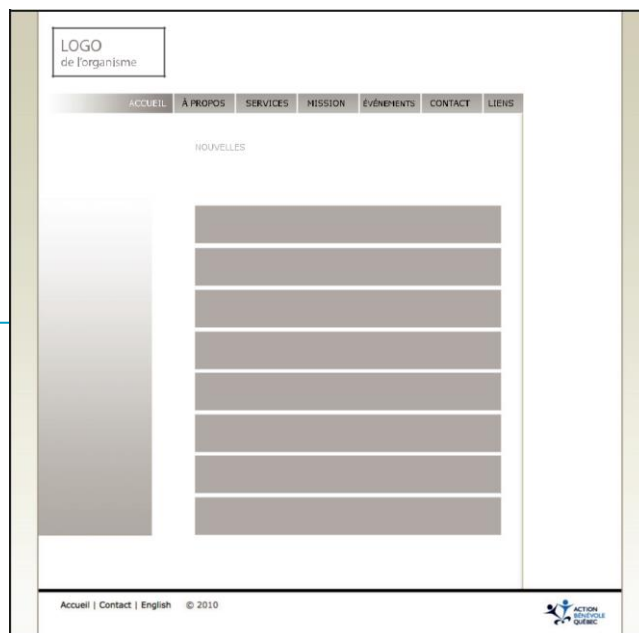 LOGO
de l'organisme
ACCUEIL À PROPOS SERVICES MISSION ÉVÉNEMENTS CONTACT LIENS
NOUVELLES
Accueil | Contact | English © 2010
ACTION
BÉNÉVOLE
QUÉBEC